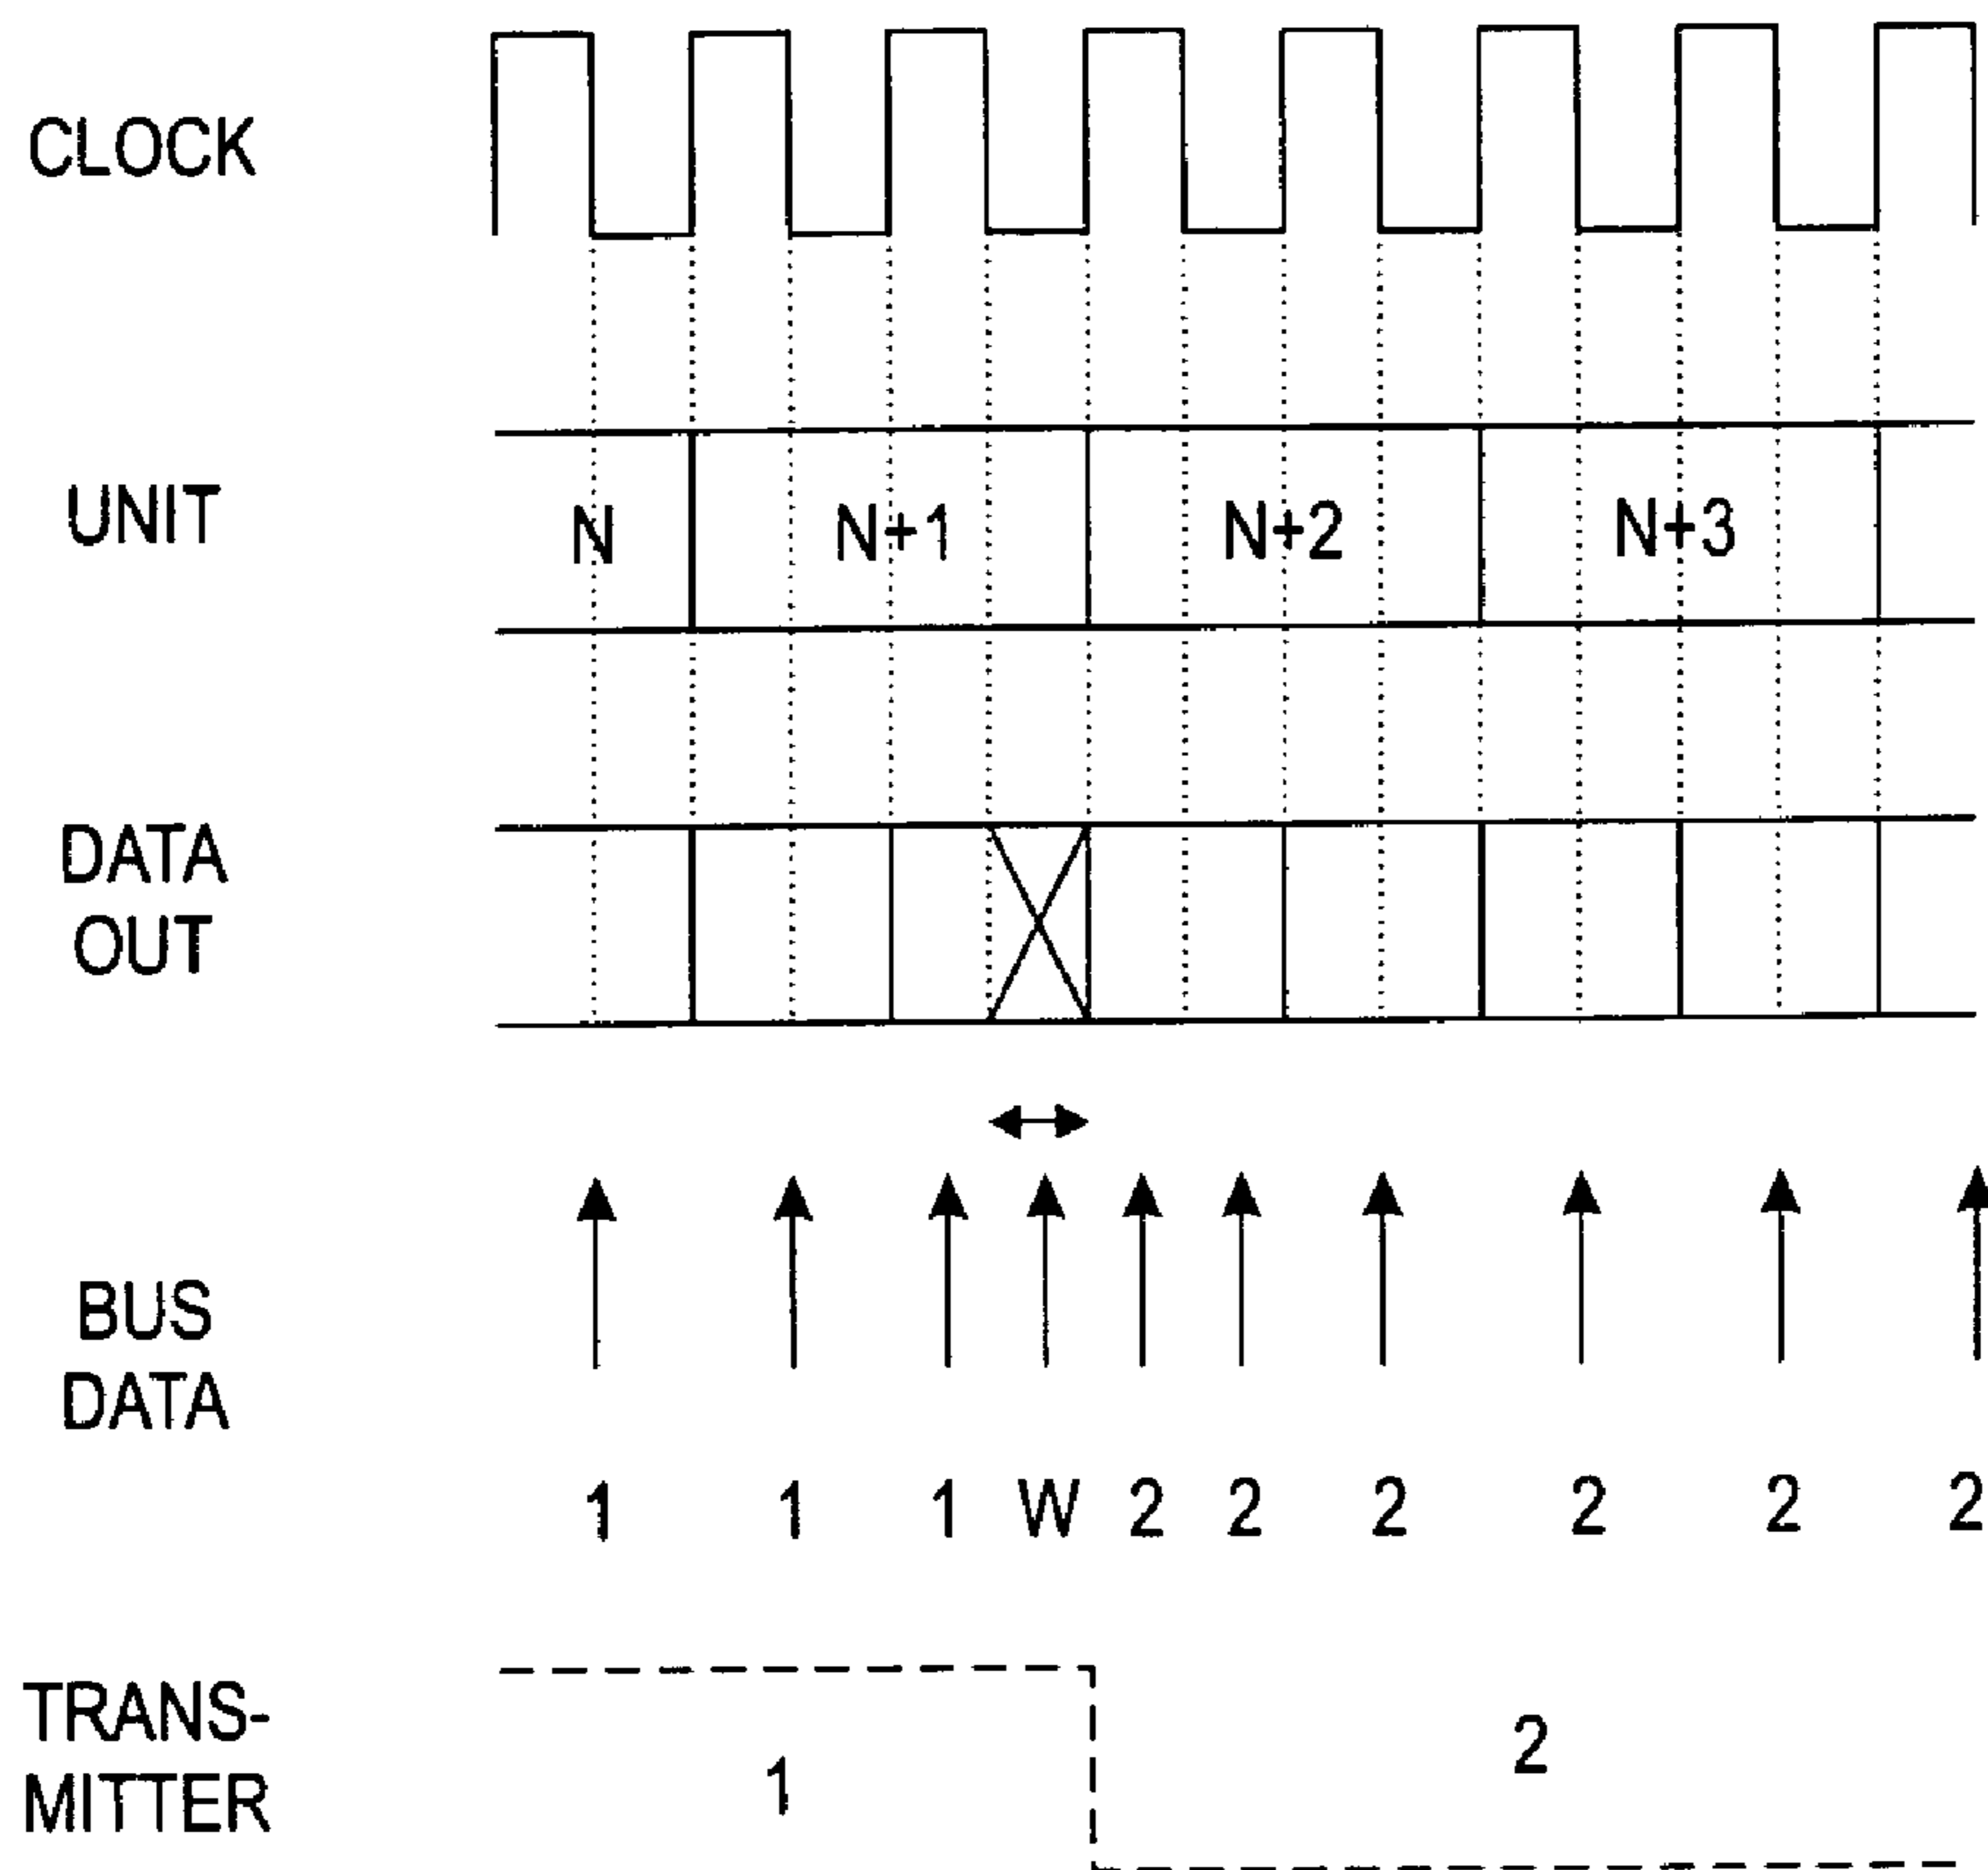 CLOCK
UNIT
N N+1 N+2 N+3
DATA
OUT
BUS
DATA
1 1 1 W 2 2 2 2 2 2
TRANS-
MITTER
1 2